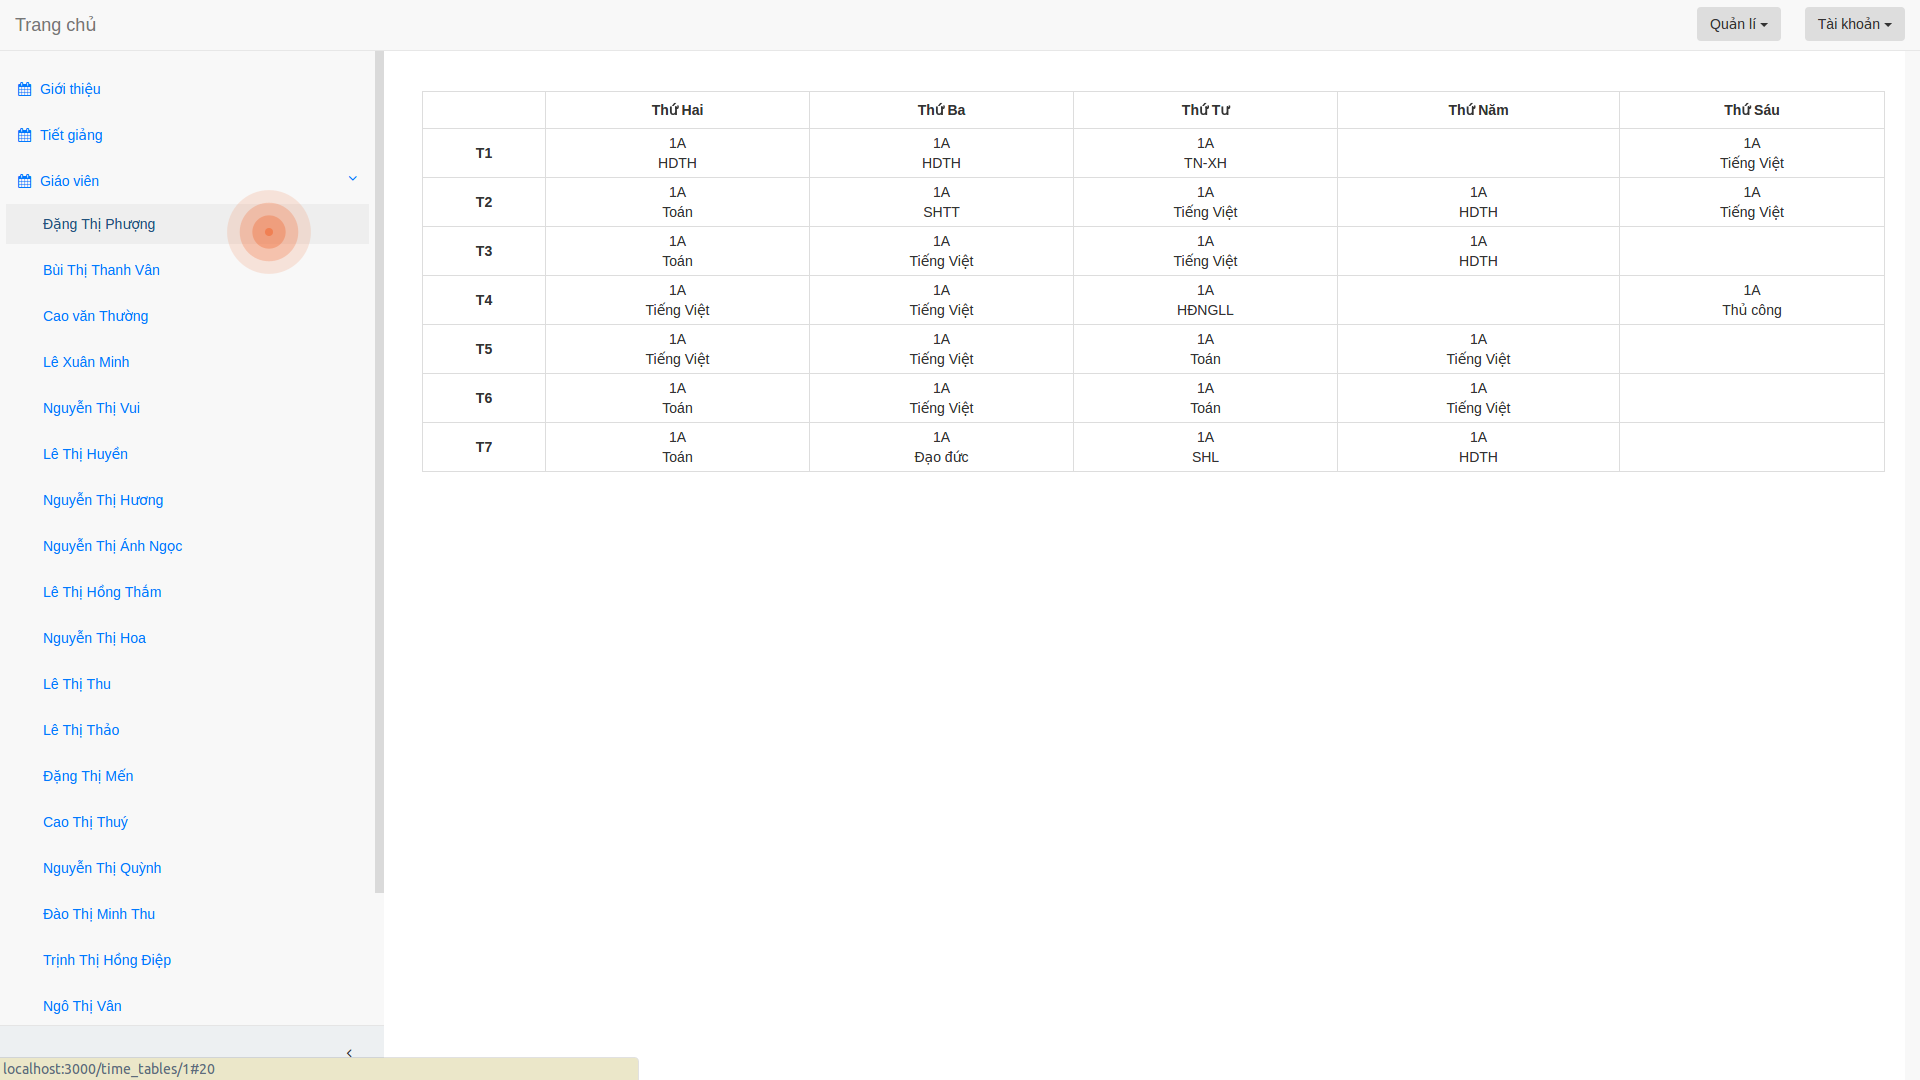 Trang chủ
Quản lí
Tài khoản
Giới thiệu
Tiết giảng
Giáo viên
Đặng Thị Phượng
Bùi Thị Thanh Vân
Cao văn Thường
Lê Xuân Minh
Nguyễn Thị Vui
Lê Thị Huyền
Nguyễn Thị Hương
Nguyễn Thị Ánh Ngọc
Lê Thị Hồng Thắm
Nguyễn Thị Hoa
Lê Thị Thu
Lê Thị Thảo
Đặng Thị Mến
Cao Thị Thuý
Nguyễn Thị Quỳnh
Đào Thị Minh Thu
Trịnh Thị Hồng Điệp
Ngô Thị Vân
Thứ Hai Thứ Ba Thứ Tư Thứ Năm Thứ Sáu
1A 1A 1A 1A
T1
HDTH HDTH TN-XH Tiếng Việt
1A 1A 1A 1A 1A
T2
Toán SHTT Tiếng Việt HDTH Tiếng Việt
1A 1A 1A 1A
T3
Toán Tiếng Việt Tiếng Việt HDTH
1A 1A 1A 1A
T4
Tiếng Việt Tiếng Việt HĐNGLL Thủ công
1A 1A 1A 1A
T5
Tiếng Việt Tiếng Việt Toán Tiếng Việt
1A 1A 1A 1A
T6
Toán Tiếng Việt Toán Tiếng Việt
1A 1A 1A 1A
T7
Toán Đạo đức SHL HDTH
localhost:3000/time_tables/1#20